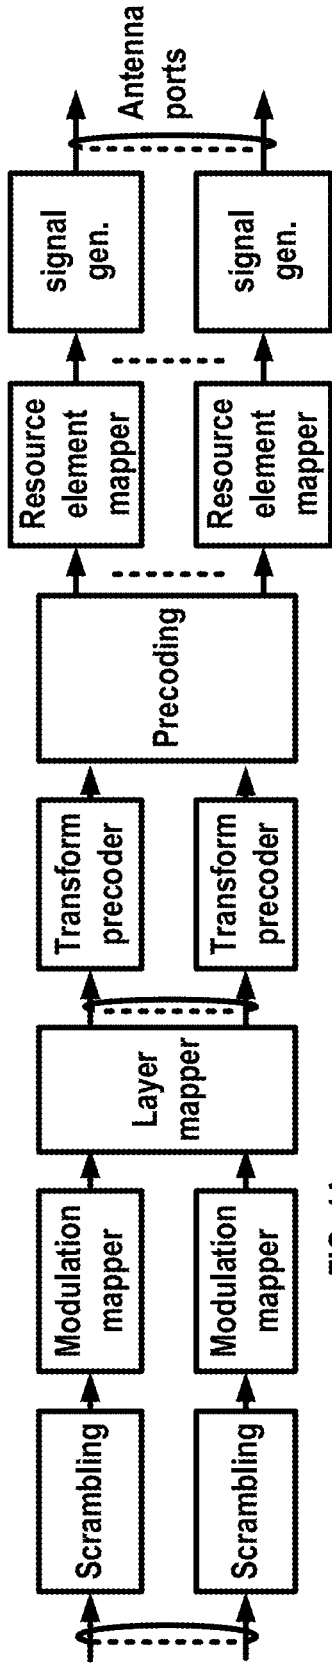 Scrambling
Modulation
mapper
Layer
mapper
Transform
precoder
Precoding
Resource
element
mapper
signal
gen.
Antenna
ports
Scrambling
Modulation
mapper
Transform
precoder
Resource
element
mapper
signal
gen.